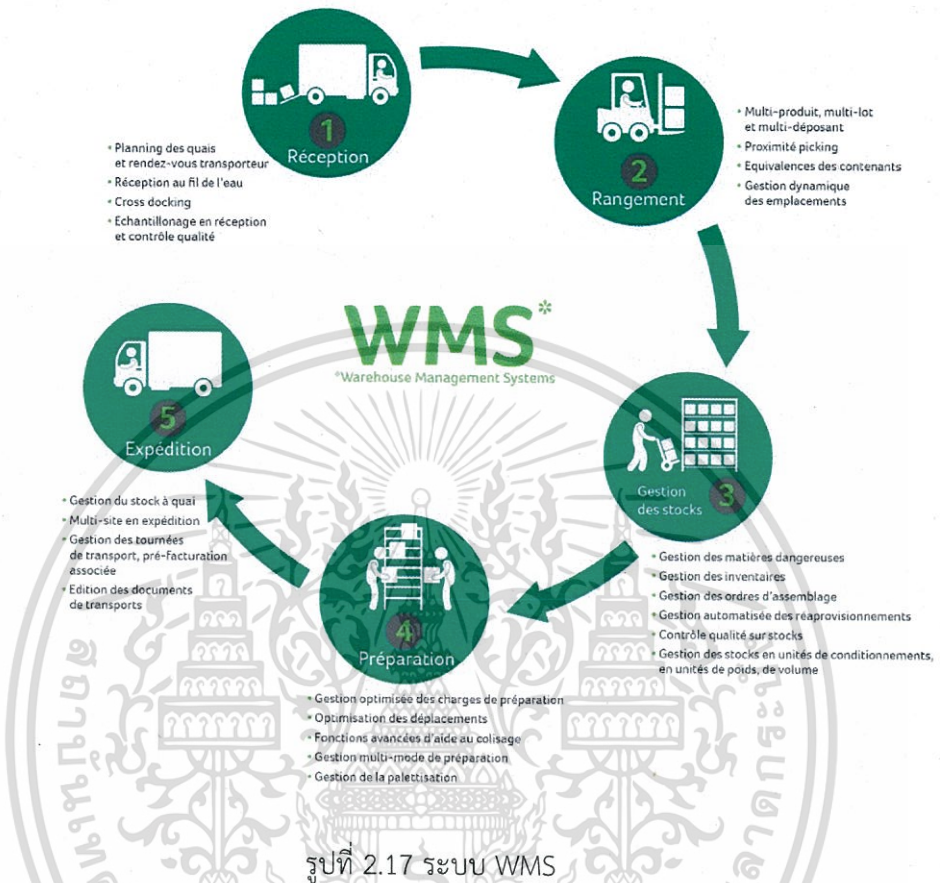 1
Réception
• Planning des quais
et rendez-vous transporteur
• Réception au fil de l'eau
• Cross docking
• Echantillonage en réception
et contrôle qualité
2
Rangement
• Multi-produit, multi-lot
et multi-déposant
• Proximité picking
• Equivalences des contenants
• Gestion dynamique
des emplacements
WMS*
*Warehouse Management Systems
3
Gestion
des stocks
• Gestion des matières dangereuses
• Gestion des inventaires
• Gestion des ordres d'assemblage
• Gestion automatisée des réaprovisionnements
• Contrôle qualité sur stocks
• Gestion des stocks en unités de conditionnements,
en unités de poids, de volume
4
Préparation
• Gestion optimisée des charges de préparation
• Optimisation des déplacements
• Fonctions avancées d'aide au colisage
• Gestion multi-mode de préparation
• Gestion de la palettisation
5
Expédition
• Gestion du stock à quai
• Multi-site en expédition
• Gestion des tournées
de transport, pré-facturation
associée
• Edition des documents
de transports
รูปที่ 2.17 ระบบ WMS